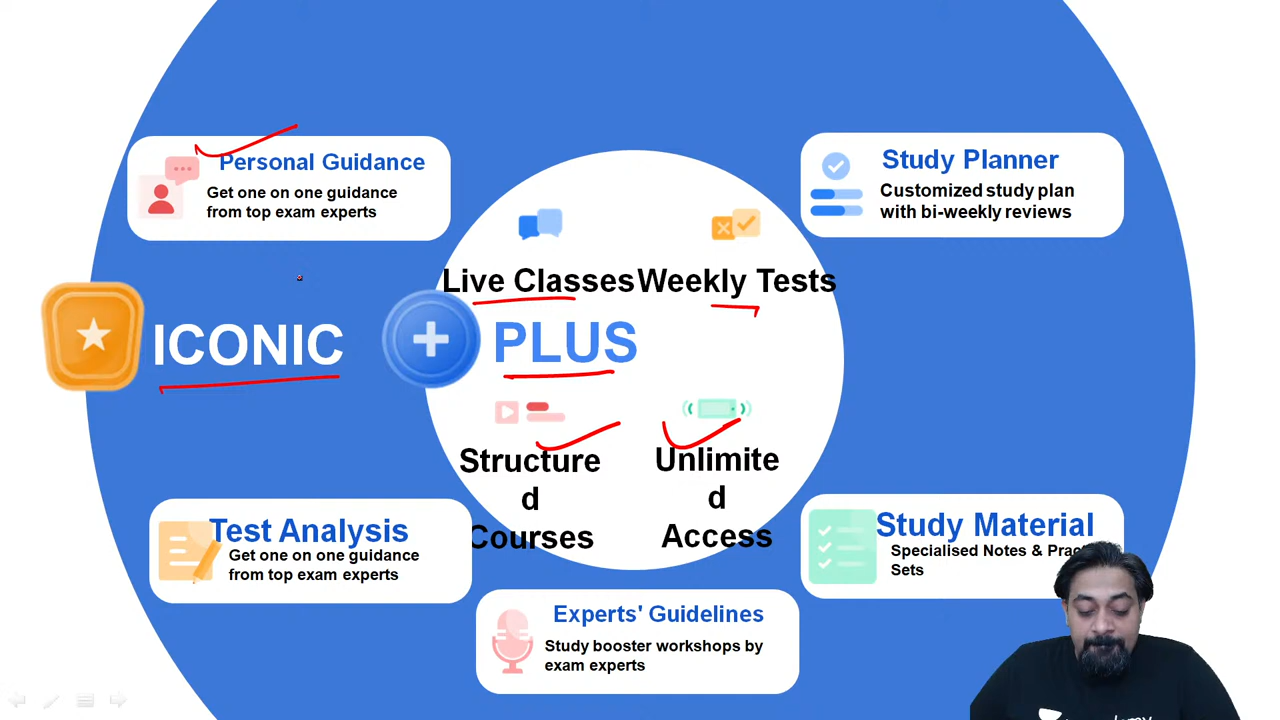 Personal Guidance
Get one on one guidance
from top exam experts
Study Planner
Customized study plan
with bi-weekly reviews
Live Classes
Weekly Tests
ICONIC
PLUS
Structure
d
Courses
Unlimite
d
Access
Test Analysis
Get one on one guidance
from top exam experts
Study Material
Specialised Notes &
Sets
Experts' Guidelines
Study booster workshops by
exam experts